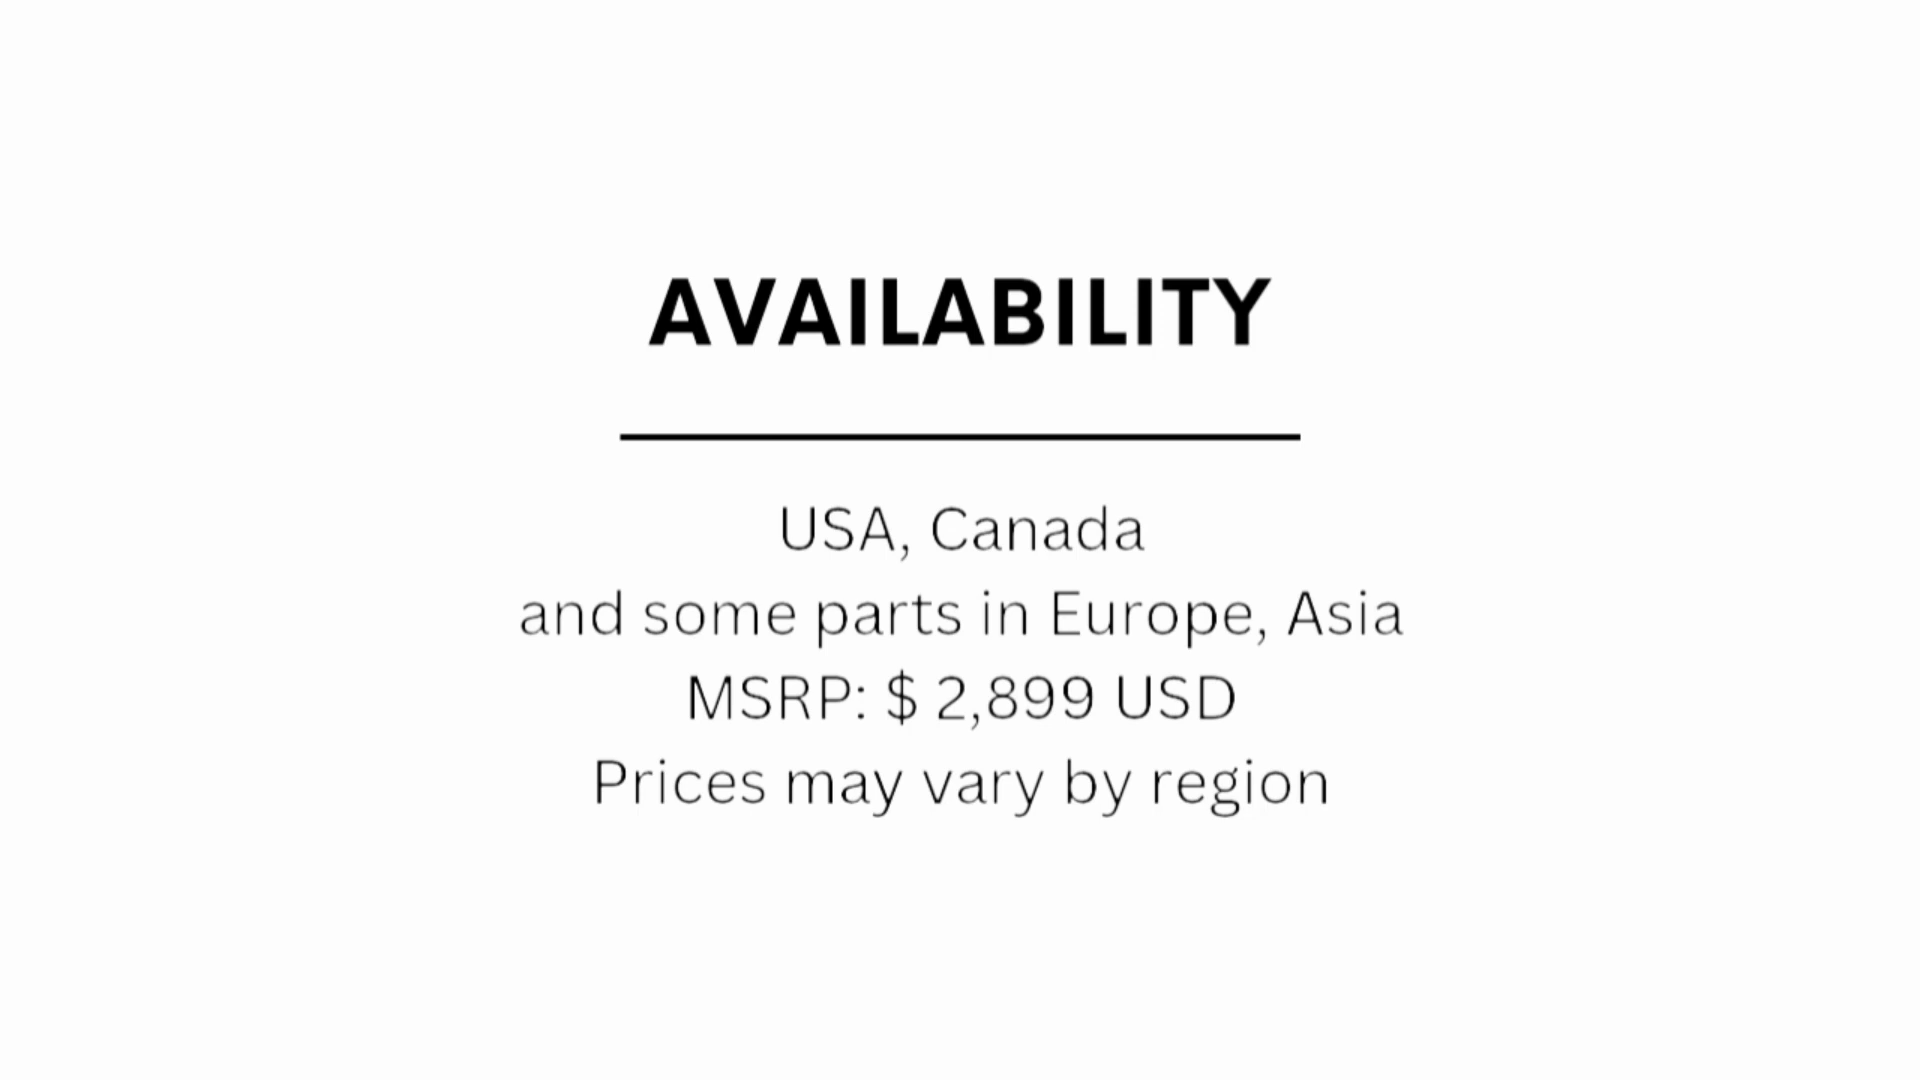 AVAILABILITY
USA, Canada
and some parts in Europe, Asia
MSRP: $ 2,899 USD
Prices may vary by region